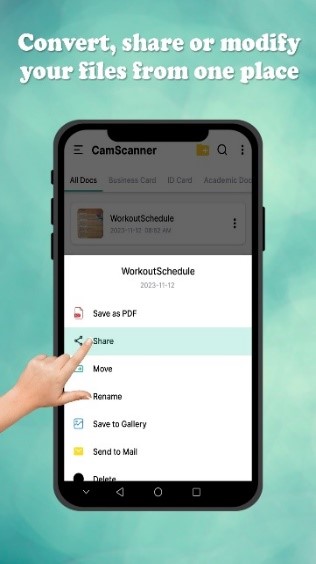 Convert, share or modify
your files from one place
CamScanner
All Docs Business Card ID Card Academic Doc
WorkoutSchedule
2023-11-12 08:02 AM
WorkoutSchedule
2023-11-12
Save as PDF
Share
Move
Rename
Save to Gallery
Send to Mail
Delete